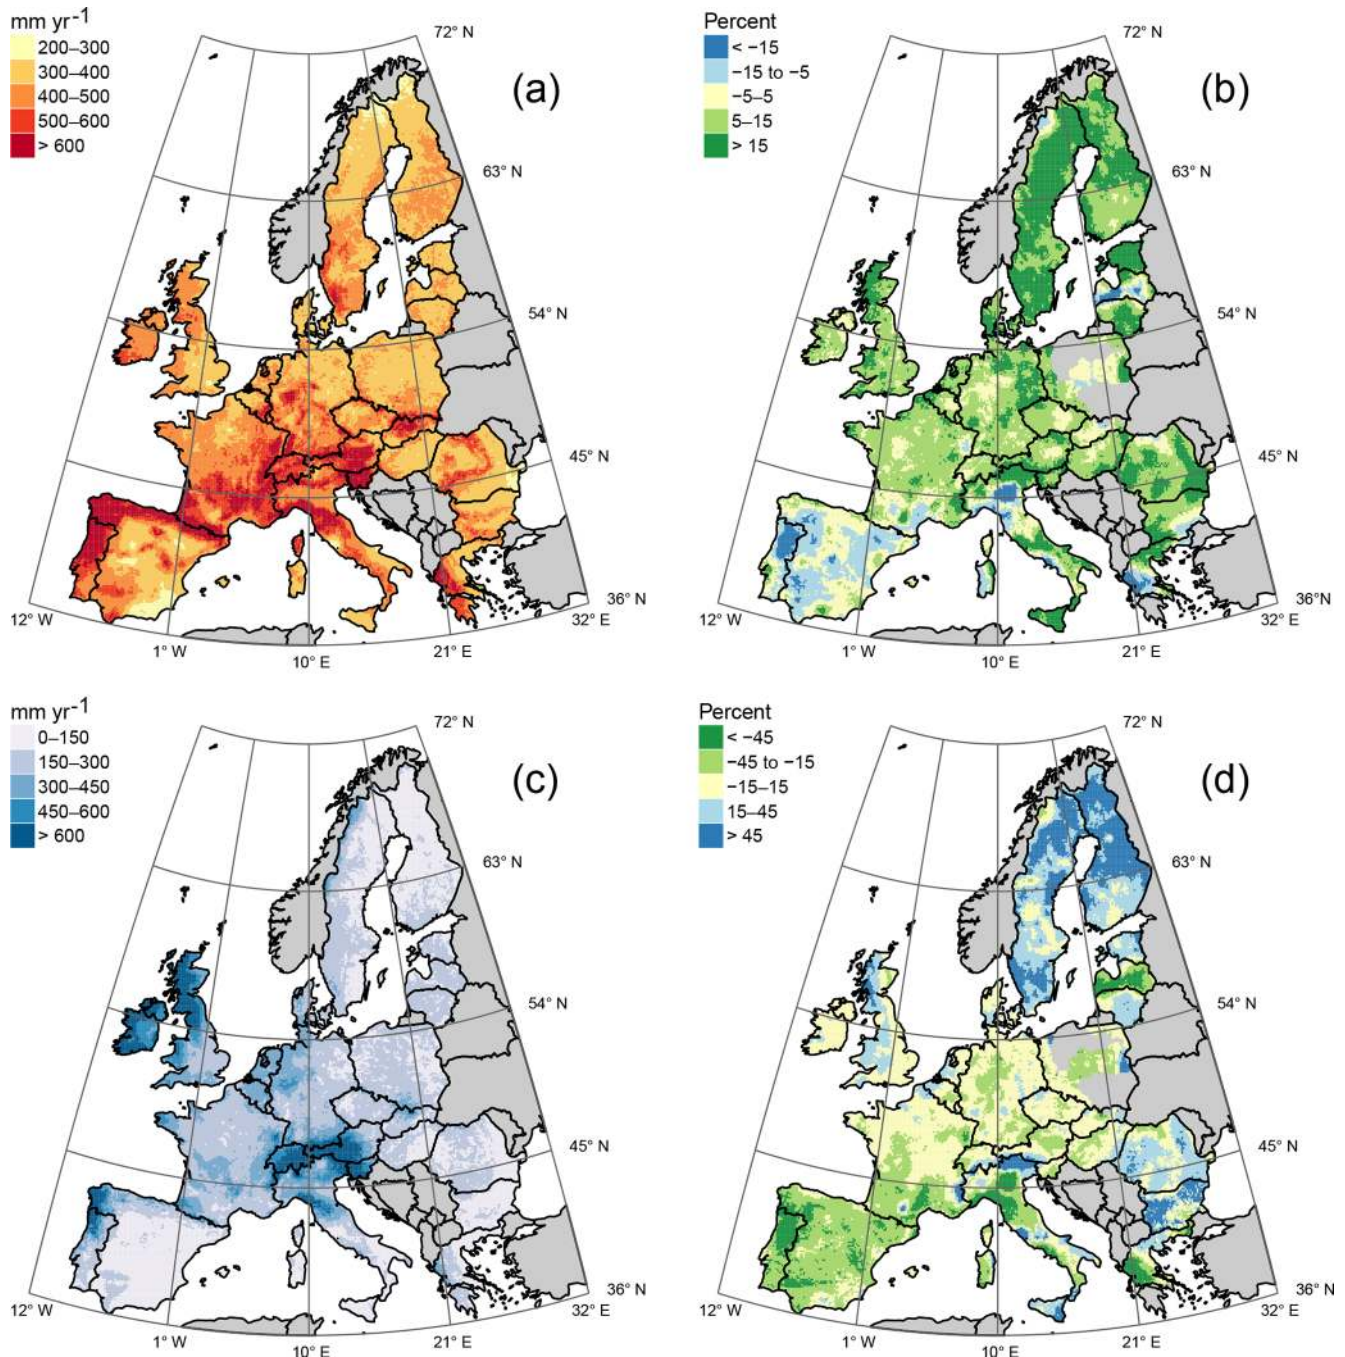 mm yr-1
200–300
300–400
400–500
500–600
> 600
(a)
72° N
63° N
54° N
45° N
36° N
12° W
1° W
10° E
21° E
32° E
Percent
< −15
−15 to −5
−5–5
5–15
> 15
(b)
72° N
63° N
54° N
45° N
36°N
12° W
1° W
10° E
21° E
32° E
mm yr-1
0–150
150–300
300–450
450–600
> 600
(c)
72° N
63° N
54° N
45° N
36° N
12° W
1° W
10° E
21° E
32° E
Percent
< −45
−45 to −15
−15–15
15–45
> 45
(d)
72° N
63° N
54° N
45° N
36° N
12° W
1° W
10° E
21° E
32° E